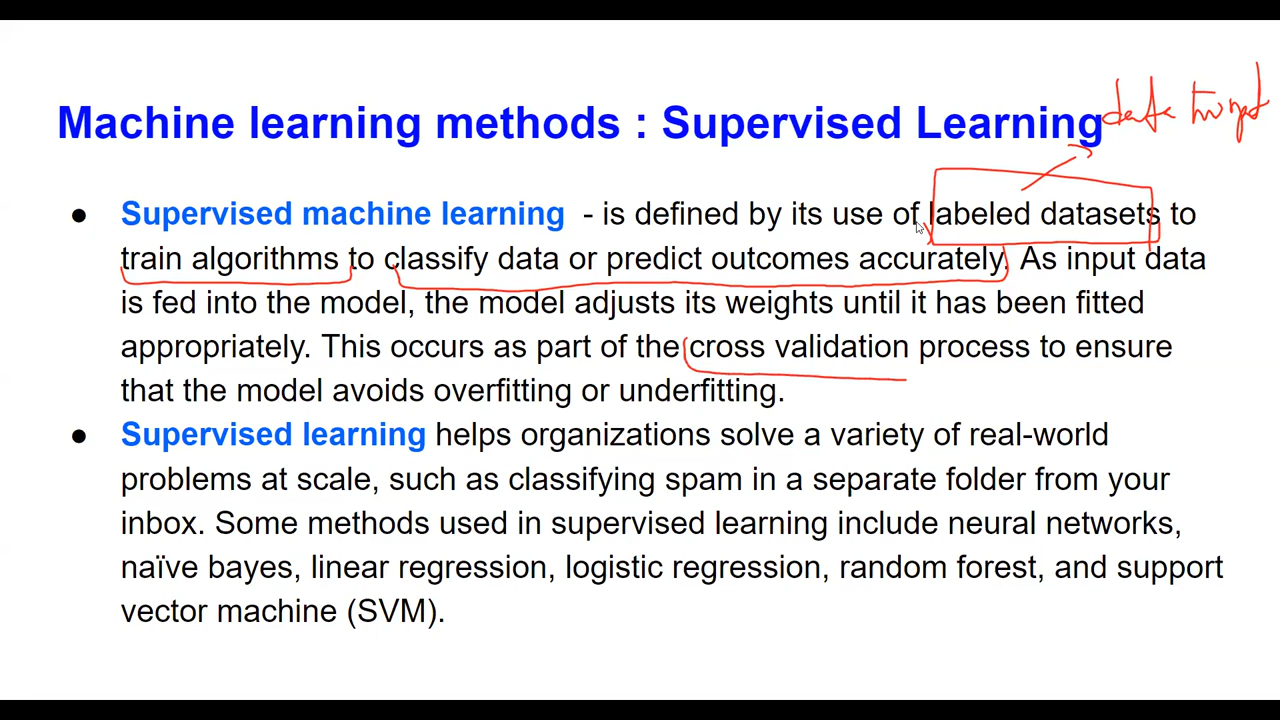 Machine learning methods : Supervised Learning
data target
● Supervised machine learning - is defined by its use of labeled datasets to
train algorithms to classify data or predict outcomes accurately. As input data
is fed into the model, the model adjusts its weights until it has been fitted
appropriately. This occurs as part of the cross validation process to ensure
that the model avoids overfitting or underfitting.
● Supervised learning helps organizations solve a variety of real-world
problems at scale, such as classifying spam in a separate folder from your
inbox. Some methods used in supervised learning include neural networks,
naïve bayes, linear regression, logistic regression, random forest, and support
vector machine (SVM).